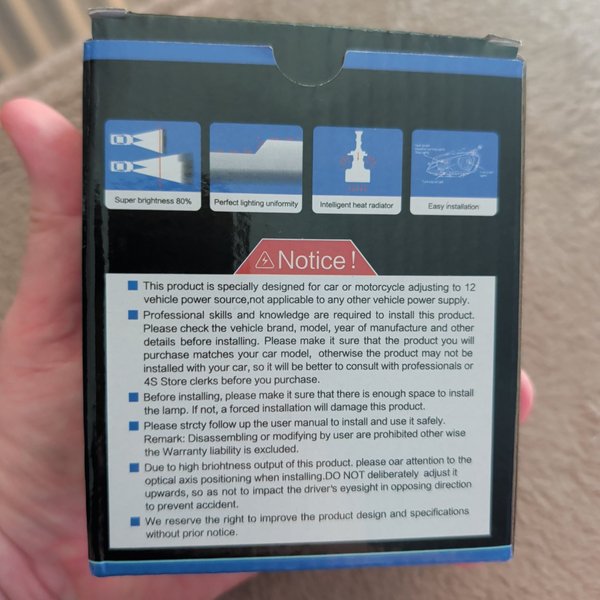 Super brightness 80%
Perfect lighting uniformity
Intelligent heat radiator
Easy installation
Notice!
This product is specially designed for car or motorcycle adjusting to 12
vehicle power source,not applicable to any other vehicle power supply.
Professional skills and knowledge are required to install this product.
Please check the vehicle brand, model, year of manufacture and other
details before installing. Please make it sure that the product you will
purchase matches your car model, otherwise the product may not be
installed with your car, so it will be better to consult with professionals or
4S Store clerks before you purchase.
Before installing, please make it sure that there is enough space to install
the lamp. If not, a forced installation will damage this product.
Please strcty follow up the user manual to install and use it safely.
Remark: Disassembling or modifying by user are prohibited other wise
the Warranty liability is excluded.
Due to high briohtness output of this product. please oar attention to the
optical axis positioning when installing.DO NOT deliberately adjust it
upwards, so as not to impact the driver's eyesight in opposing direction
to prevent accident.
We reserve the right to improve the product design and specifications
without prior notice.